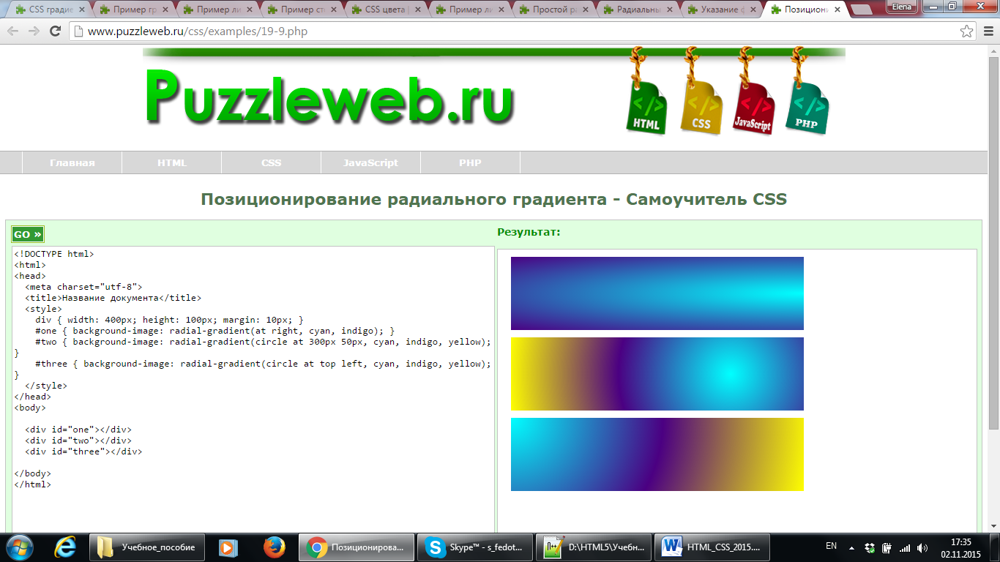 CSS градие
Пример гр
Пример ли
Пример ст
CSS цвета
Пример ли
Простой р
Радиальны
Указание ф
Позициони
Elena
www.puzzleweb.ru/css/examples/19-9.php
Puzzleweb.ru
HTML
CSS
JavaScript
PHP
Главная
HTML
CSS
JavaScript
PHP
Позиционирование радиального градиента - Самоучитель CSS
GO »
Результат:
<!DOCTYPE html>
<html>
<head>
<meta charset="utf-8">
<title>Название документа</title>
<style>
div { width: 400px; height: 100px; margin: 10px; }
#one { background-image: radial-gradient(at right, cyan, indigo); }
#two { background-image: radial-gradient(circle at 300px 50px, cyan, indigo, yellow);
}
#three { background-image: radial-gradient(circle at top left, cyan, indigo, yellow);
}
</style>
</head>
<body>
<div id="one"></div>
<div id="two"></div>
<div id="three"></div>
</body>
</html>
Учебное_пособие
Позиционирова...
Skype™ - s_fedot...
D:\HTML5\Учебн...
HTML_CSS_2015....
EN
17:35
02.11.2015